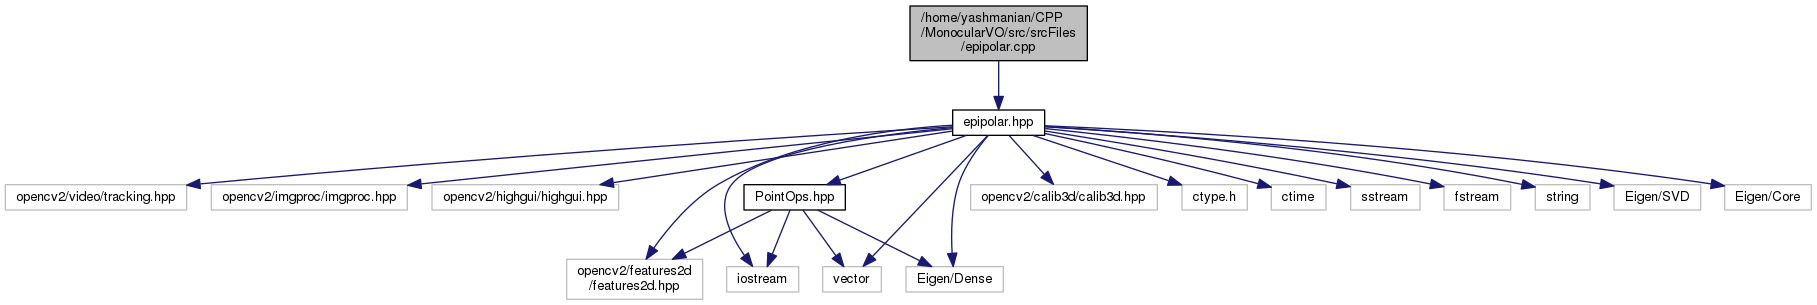 /home/yashmanian/CPP
/MonocularVO/src/srcFiles
/epipolar.cpp
epipolar.hpp
opencv2/video/tracking.hpp
opencv2/imgproc/imgproc.hpp
opencv2/highgui/highgui.hpp
PointOps.hpp
opencv2/calib3d/calib3d.hpp
ctype.h
ctime
sstream
fstream
string
Eigen/SVD
Eigen/Core
opencv2/features2d
/features2d.hpp
iostream
vector
Eigen/Dense